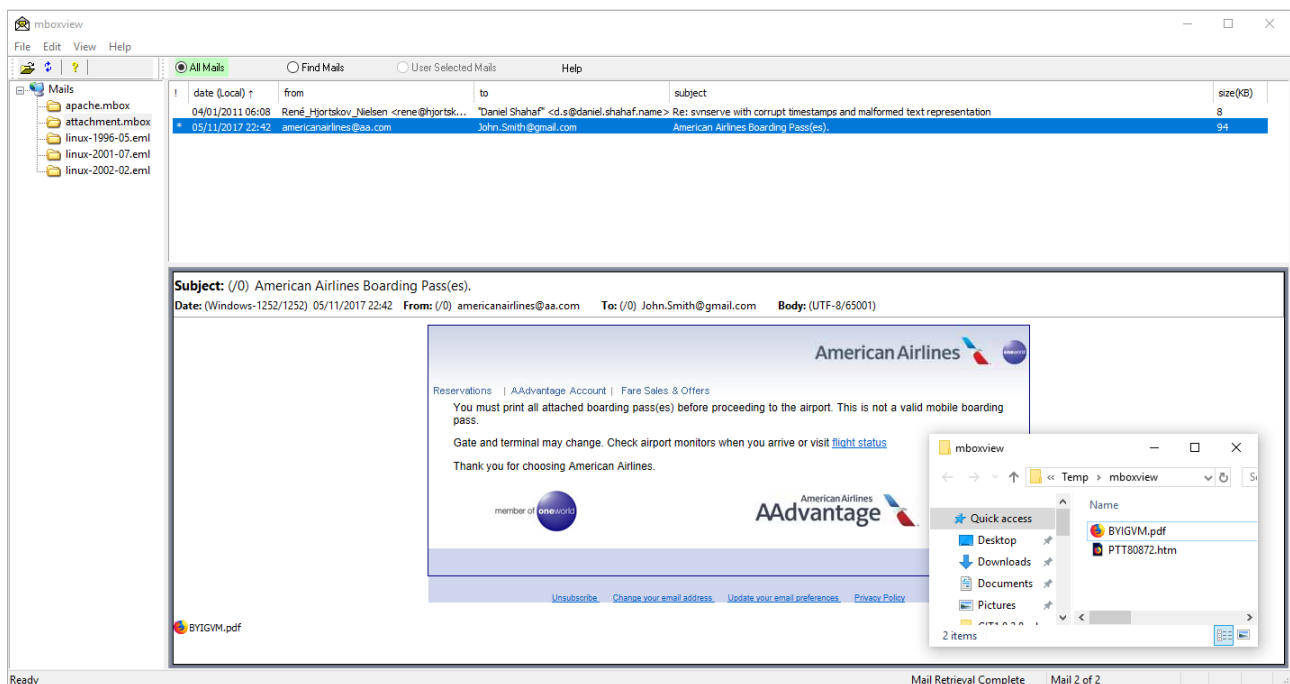 mboxview
File Edit View Help
All Mails Find Mails User Selected Mails Help
Mails
apache.mbox
attachment.mbox
linux-1996-05.eml
linux-2001-07.eml
linux-2002-02.eml
! date (Local) ↑ from to subject size(KB)
04/01/2011 06:08 René_Hjortskov_Nielsen <rene@hjortsk... "Daniel Shahaf" <d.s@daniel.shahaf.name> Re: svnserve with corrupt timestamps and malformed text representation 8
* 05/11/2017 22:42 americanairlines@aa.com John.Smith@gmail.com American Airlines Boarding Pass(es). 94
Subject: (/0) American Airlines Boarding Pass(es).
Date: (Windows-1252/1252) 05/11/2017 22:42 From: (/0) americanairlines@aa.com To: (/0) John.Smith@gmail.com Body: (UTF-8/65001)
American Airlines oneworld
Reservations | AAdvantage Account | Fare Sales & Offers
You must print all attached boarding pass(es) before proceeding to the airport. This is not a valid mobile boarding
pass.
Gate and terminal may change. Check airport monitors when you arrive or visit flight status
Thank you for choosing American Airlines.
member of oneworld
American Airlines
AAdvantage
Unsubscribe Change your email address Update your email preferences Privacy Policy
BYIGVM.pdf
mboxview
« Temp › mboxview
Quick access
Desktop
Downloads
Documents
Pictures
Name
BYIGVM.pdf
PTT80872.htm
2 items
Ready Mail Retrieval Complete Mail 2 of 2